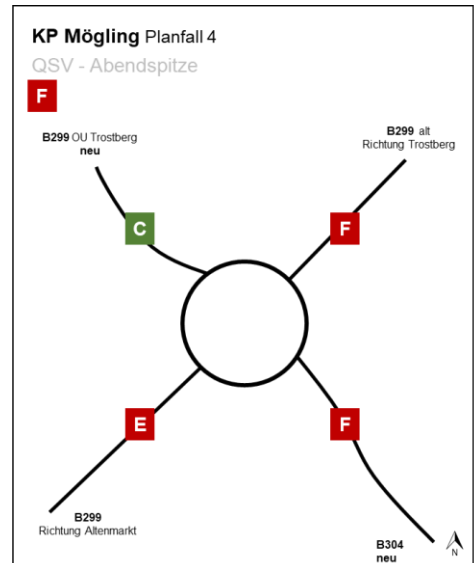 KP Mögling Planfall 4
QSV - Abendspitze
F
B299 OU Trostberg
neu
B299 alt
Richtung Trostberg
C
F
E
F
B299
Richtung Altenmarkt
B304
neu
N